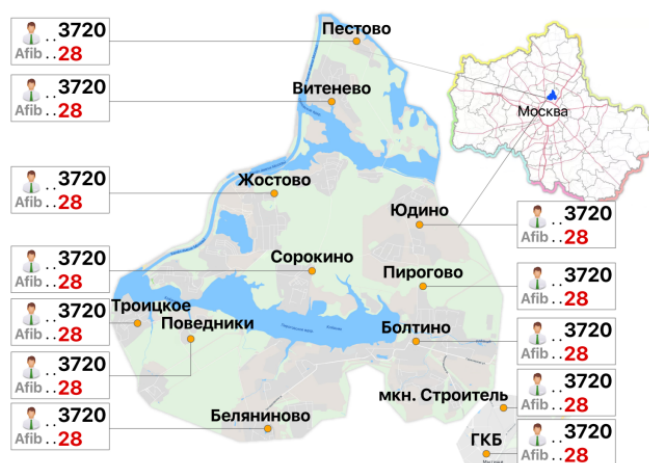 Пестово
Витенево
Москва
Жостово
Юдино
Сорокино
Пирогово
Троицкое
Поведники
Болтино
мкн. Строитель
Беляниново
ГКБ
.. 3720
Afib .. 28
.. 3720
Afib .. 28
.. 3720
Afib .. 28
.. 3720
Afib .. 28
.. 3720
Afib .. 28
.. 3720
Afib .. 28
.. 3720
Afib .. 28
.. 3720
Afib .. 28
.. 3720
Afib .. 28
.. 3720
Afib .. 28
.. 3720
Afib .. 28
.. 3720
Afib .. 28